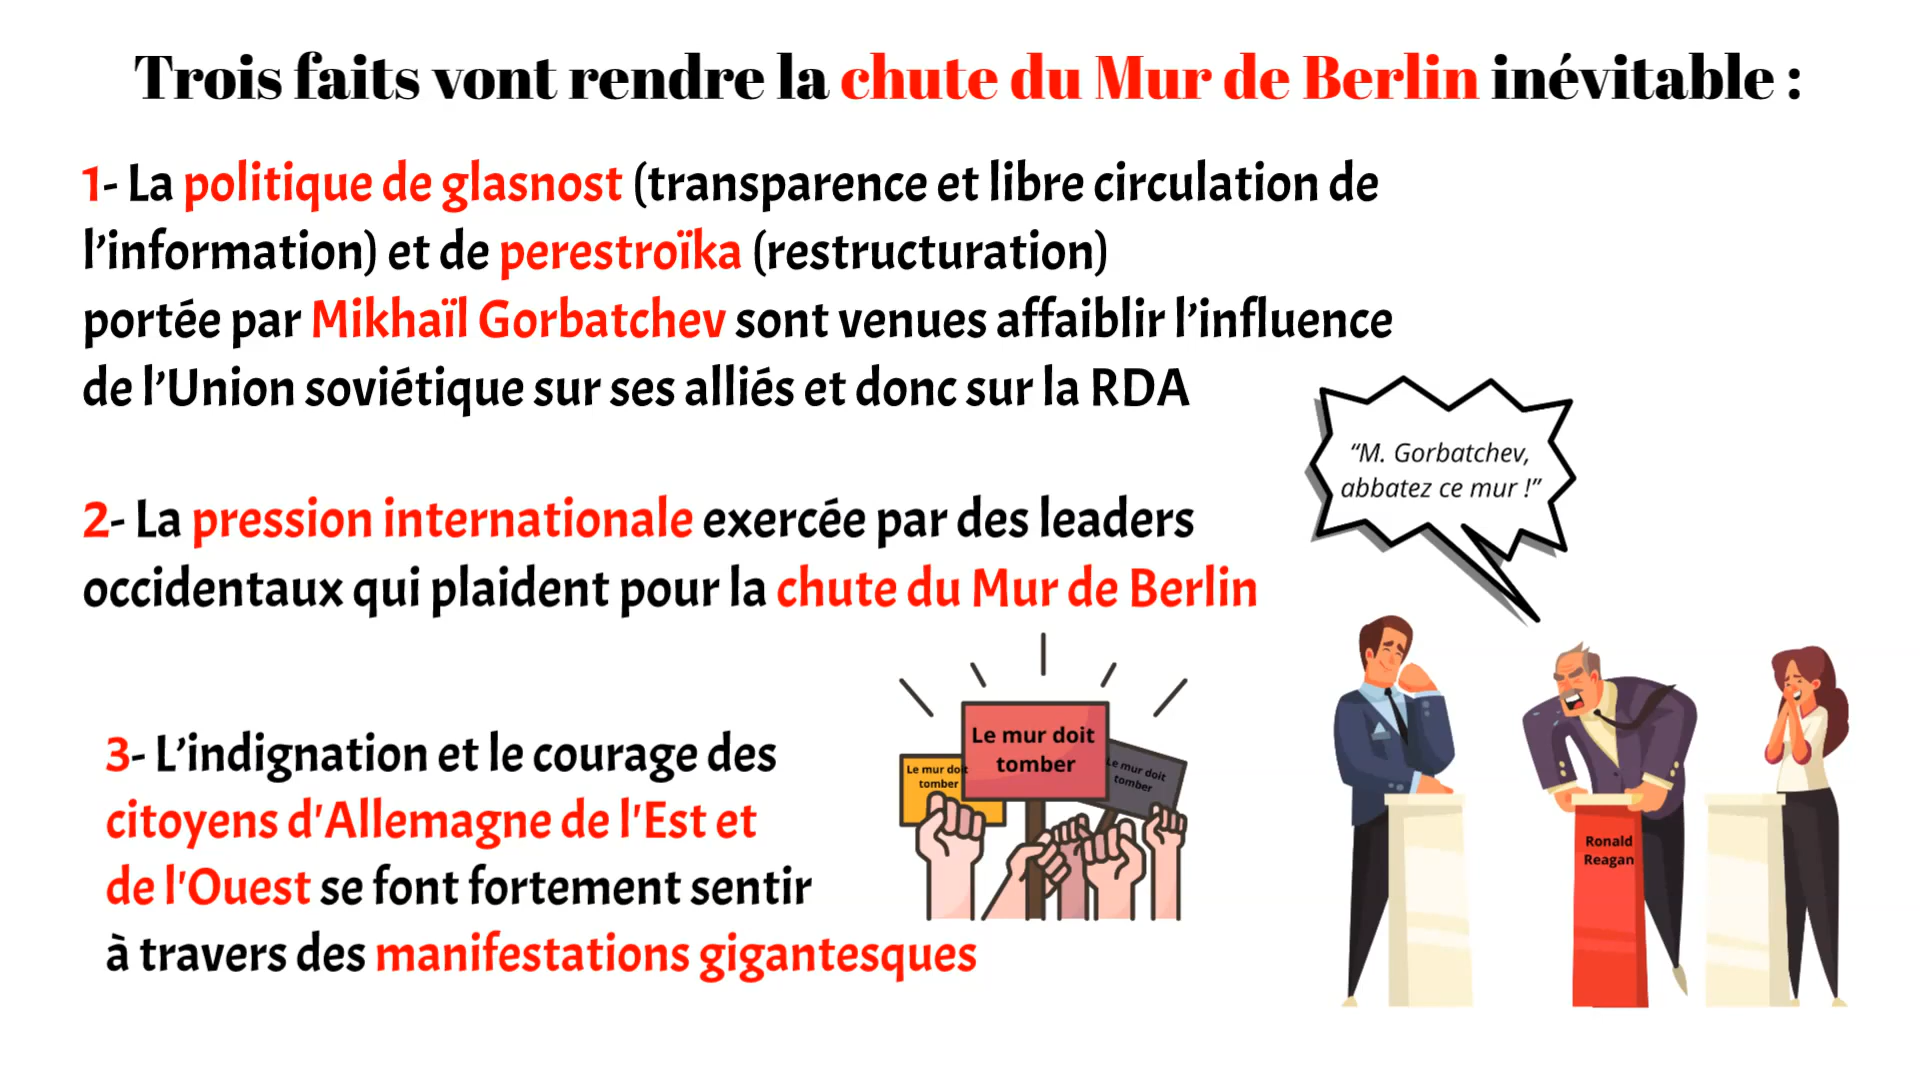 Trois faits vont rendre la chute du Mur de Berlin inévitable :
1- La politique de glasnost (transparence et libre circulation de
l’information) et de perestroïka (restructuration)
portée par Mikhaïl Gorbatchev sont venues affaiblir l’influence
de l’Union soviétique sur ses alliés et donc sur la RDA
“M. Gorbatchev,
abbatez ce mur !”
2- La pression internationale exercée par des leaders
occidentaux qui plaident pour la chute du Mur de Berlin
3- L’indignation et le courage des
citoyens d'Allemagne de l'Est et
de l'Ouest se font fortement sentir
à travers des manifestations gigantesques
Le mur doit
tomber
Le mur doit
tomber
Le mur doit
tomber
Ronald
Reagan